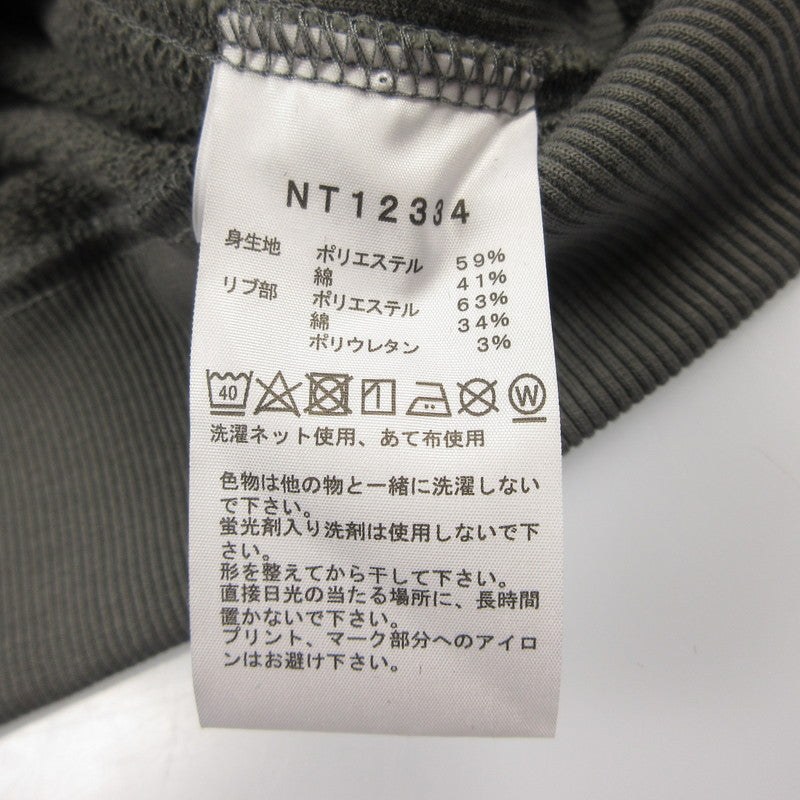 NT12334
身生地 ポリエステル 59%
綿 41%
リブ部 ポリエステル 63%
綿 34%
ポリウレタン 3%
40 W
洗濯ネット使用、あて布使用
色物は他の物と一緒に洗濯しない
で下さい。
蛍光剤入り洗剤は使用しないで下
さい。
形を整えてから干して下さい。
直接日光の当たる場所に、長時間
置かないで下さい。
プリント、マーク部分へのアイロ
ンはお避け下さい。